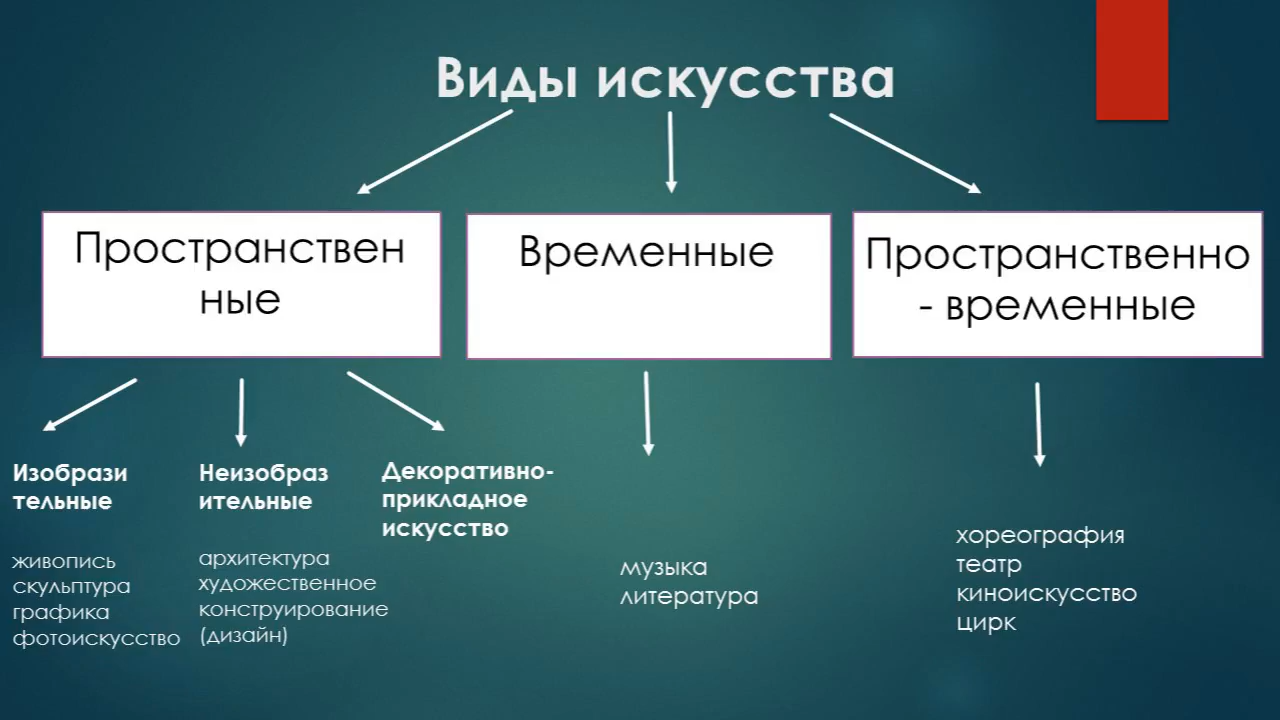 Виды искусства
Пространствен
ные
Временные
Пространственно
- временные
Изобрази
тельные
живопись
скульптура
графика
фотоискусство
Неизобраз
ительные
архитектура
художественное
конструирование
(дизайн)
Декоративно-
прикладное
искусство
музыка
литература
хореография
театр
киноискусство
цирк